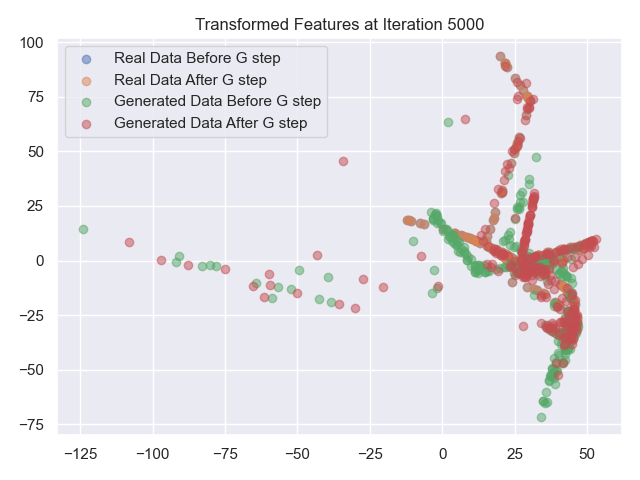 Transformed Features at Iteration 5000
Real Data Before G step
Real Data After G step
Generated Data Before G step
Generated Data After G step
100
75
50
25
0
−25
−50
−75
−125 −100 −75 −50 −25 0 25 50